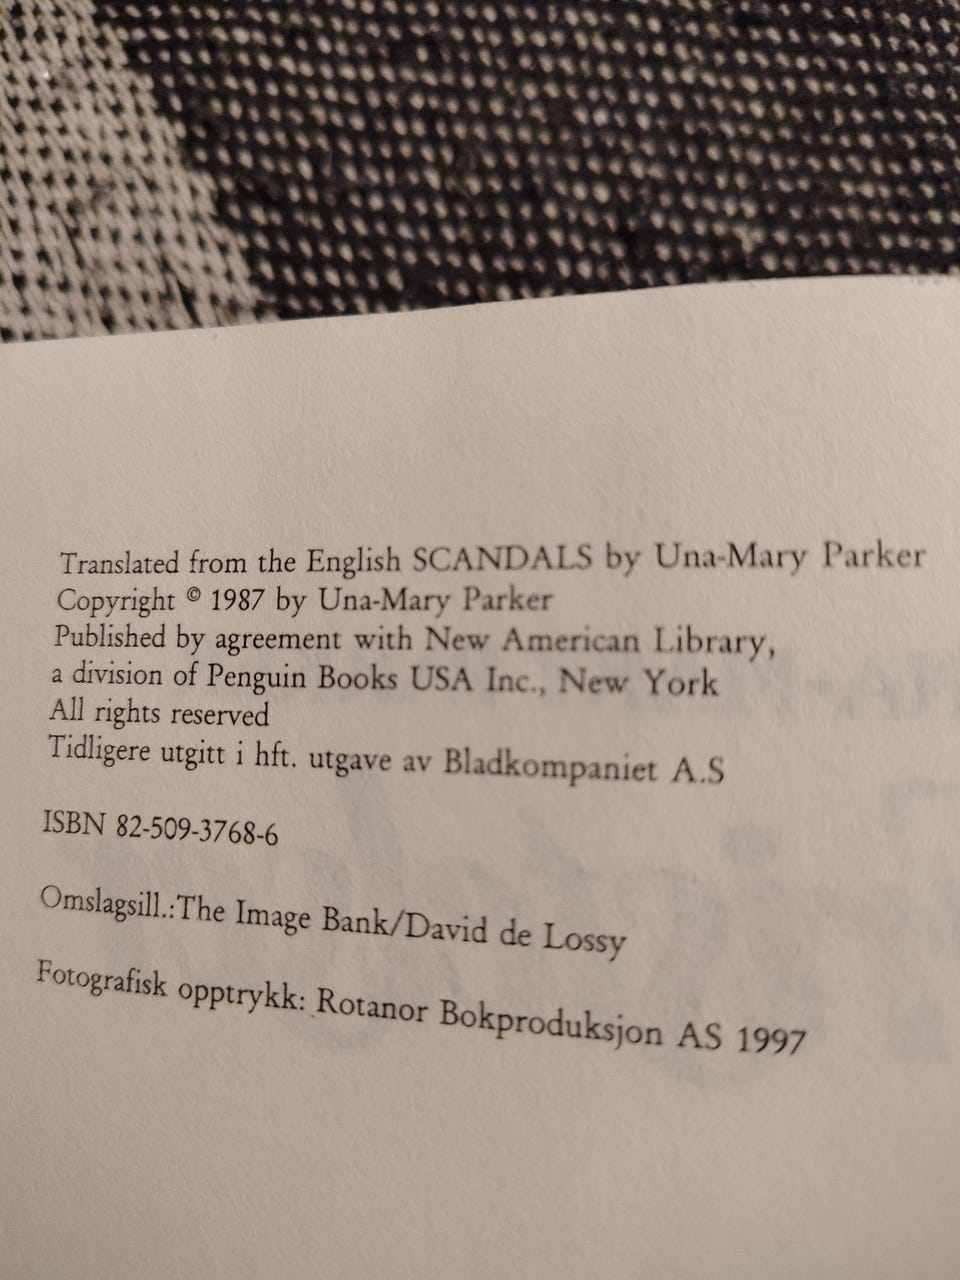 Translated from the English SCANDALS by Una-Mary Parker
Copyright © 1987 by Una-Mary Parker
Published by agreement with New American Library,
a division of Penguin Books USA Inc., New York
All rights reserved
Tidligere utgitt i hft. utgave av Bladkompaniet A.S
ISBN 82-509-3768-6
Omslagsill.:The Image Bank/David de Lossy
Fotografisk opptrykk: Rotanor Bokproduksjon AS 1997